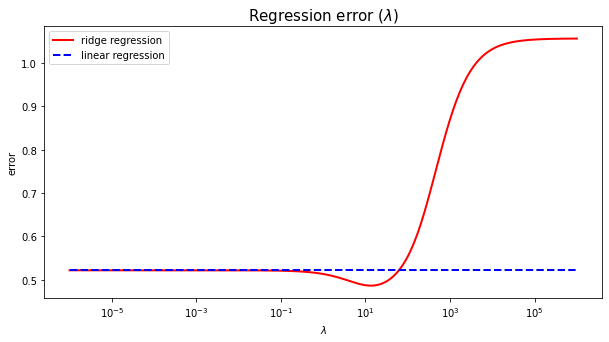 Regression error (λ)
ridge regression
linear regression
error
1.0
0.9
0.8
0.7
0.6
0.5
10⁻⁵ 10⁻³ 10⁻¹ 10¹ 10³ 10⁵
λ